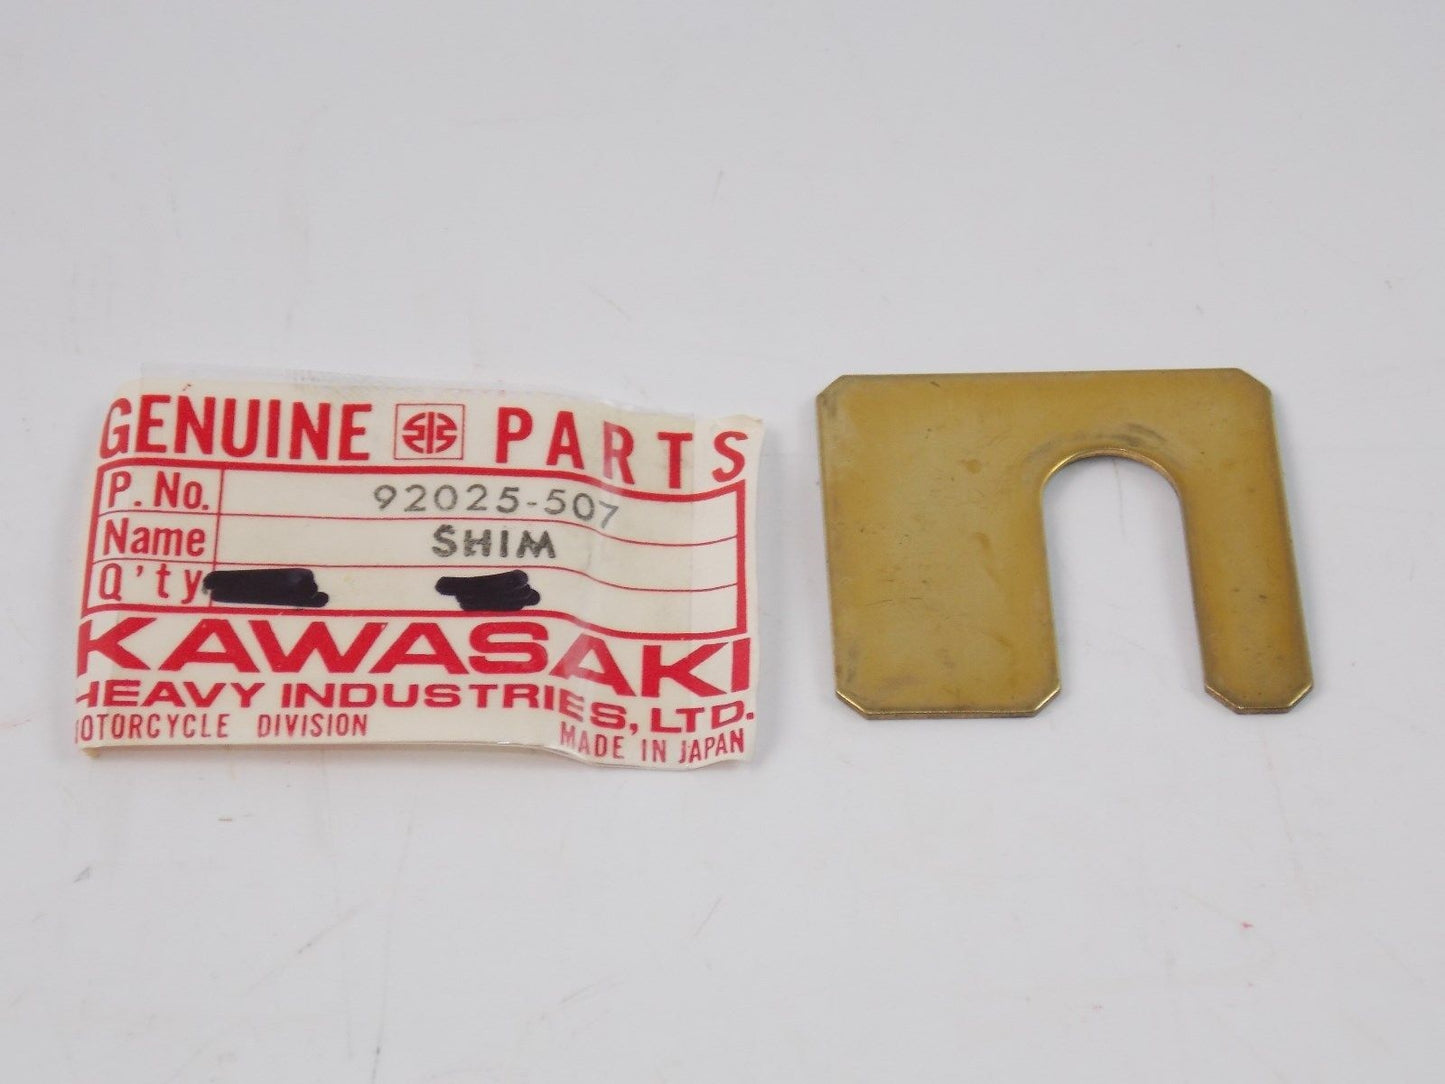 GENUINE PARTS
P. No. 92025-507
Name SHIM
Q'ty
KAWASAKI
HEAVY INDUSTRIES, LTD.
MOTORCYCLE DIVISION MADE IN JAPAN